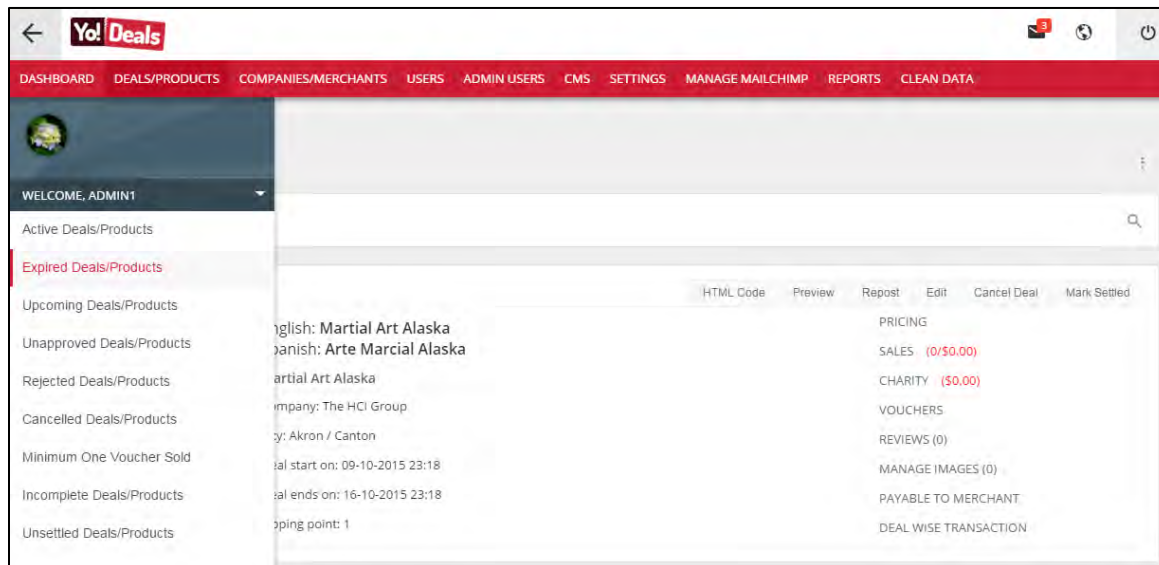 Yo! Deals
3
DASHBOARD DEALS/PRODUCTS COMPANIES/MERCHANTS USERS ADMIN USERS CMS SETTINGS MANAGE MAILCHIMP REPORTS CLEAN DATA
WELCOME, ADMIN1
Active Deals/Products
Expired Deals/Products
Upcoming Deals/Products
Unapproved Deals/Products
Rejected Deals/Products
Cancelled Deals/Products
Minimum One Voucher Sold
Incomplete Deals/Products
Unsettled Deals/Products
HTML Code Preview Repost Edit Cancel Deal Mark Settled
nglish: Martial Art Alaska
panish: Arte Marcial Alaska
artial Art Alaska
ompany: The HCI Group
ty: Akron / Canton
eal start on: 09-10-2015 23:18
eal ends on: 16-10-2015 23:18
pping point: 1
PRICING
SALES (0/$0.00)
CHARITY ($0.00)
VOUCHERS
REVIEWS (0)
MANAGE IMAGES (0)
PAYABLE TO MERCHANT
DEAL WISE TRANSACTION